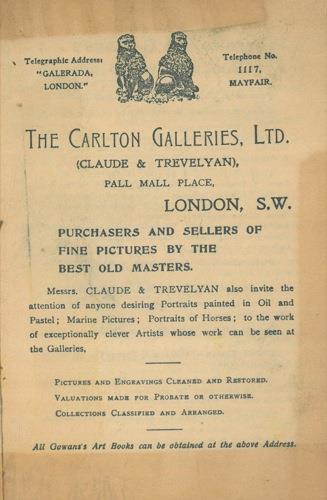 Telegraphic Address:
"GALERADA,
LONDON."
Telephone No.
1117,
MAYFAIR.
THE CARLTON GALLERIES, LTD.
(CLAUDE & TREVELYAN),
PALL MALL PLACE,
LONDON, S.W.
PURCHASERS AND SELLERS OF
FINE PICTURES BY THE
BEST OLD MASTERS.
Messrs. CLAUDE & TREVELYAN also invite the
attention of anyone desiring Portraits painted in Oil and
Pastel; Marine Pictures; Portraits of Horses; to the work
of exceptionally clever Artists whose work can be seen at
the Galleries,
PICTURES AND ENGRAVINGS CLEANED AND RESTORED.
VALUATIONS MADE FOR PROBATE OR OTHERWISE.
COLLECTIONS CLASSIFIED AND ARRANGED.
All Gowans's Art Books can be obtained at the above Address.